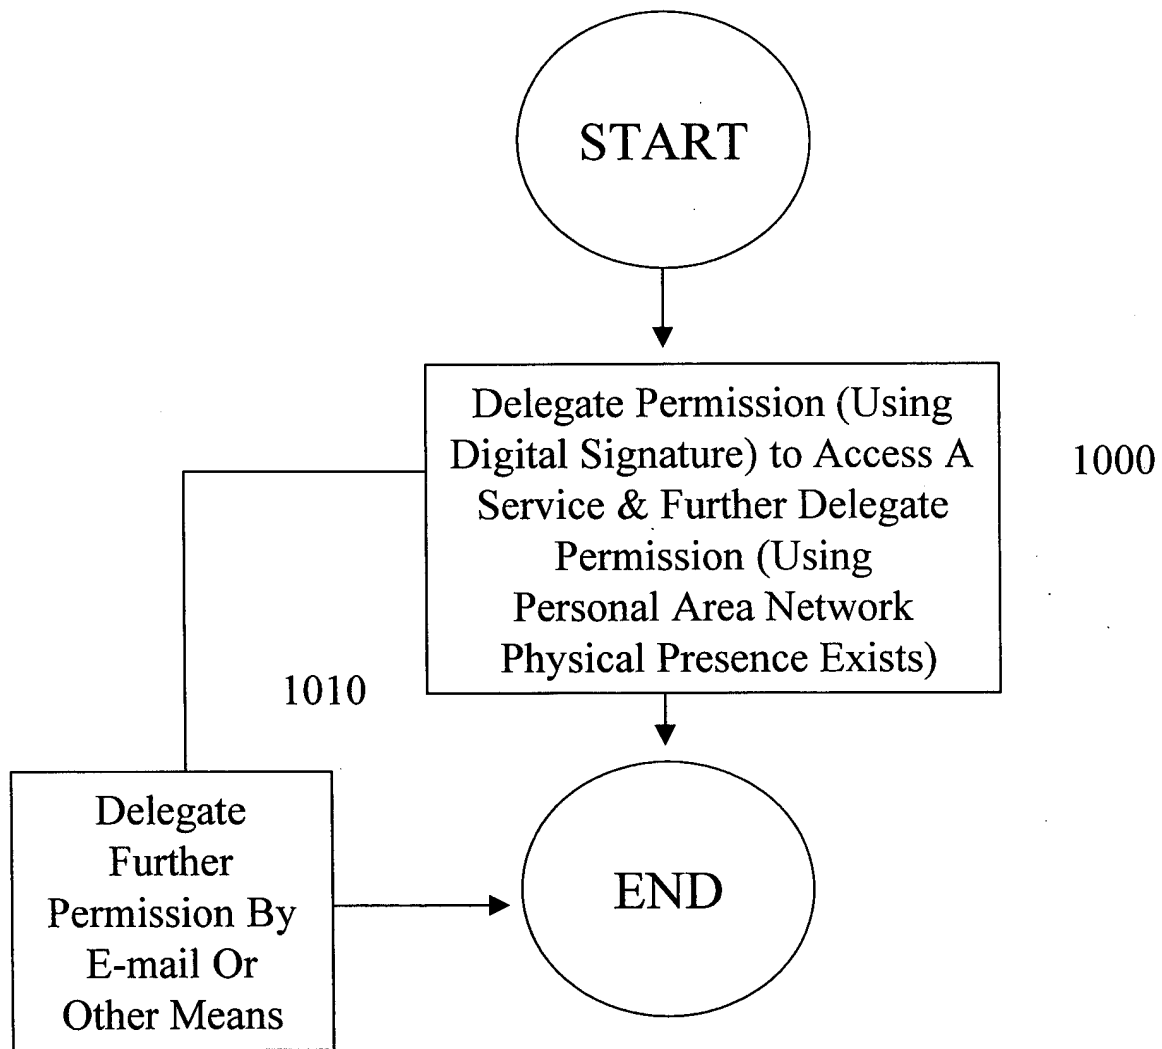 START
Delegate Permission (Using
Digital Signature) to Access A
Service & Further Delegate
Permission (Using
Personal Area Network
Physical Presence Exists)
1000
1010
Delegate
Further
Permission By
E-mail Or
Other Means
END